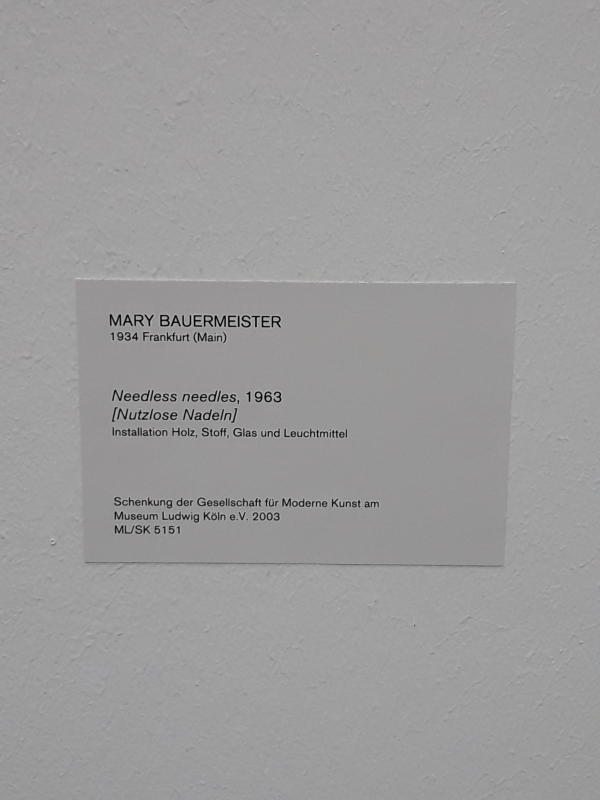 MARY BAUERMEISTER
1934 Frankfurt (Main)
Needless needles, 1963
[Nutzlose Nadeln]
Installation Holz, Stoff, Glas und Leuchtmittel
Schenkung der Gesellschaft für Moderne Kunst am
Museum Ludwig Köln e.V. 2003
ML/SK 5151